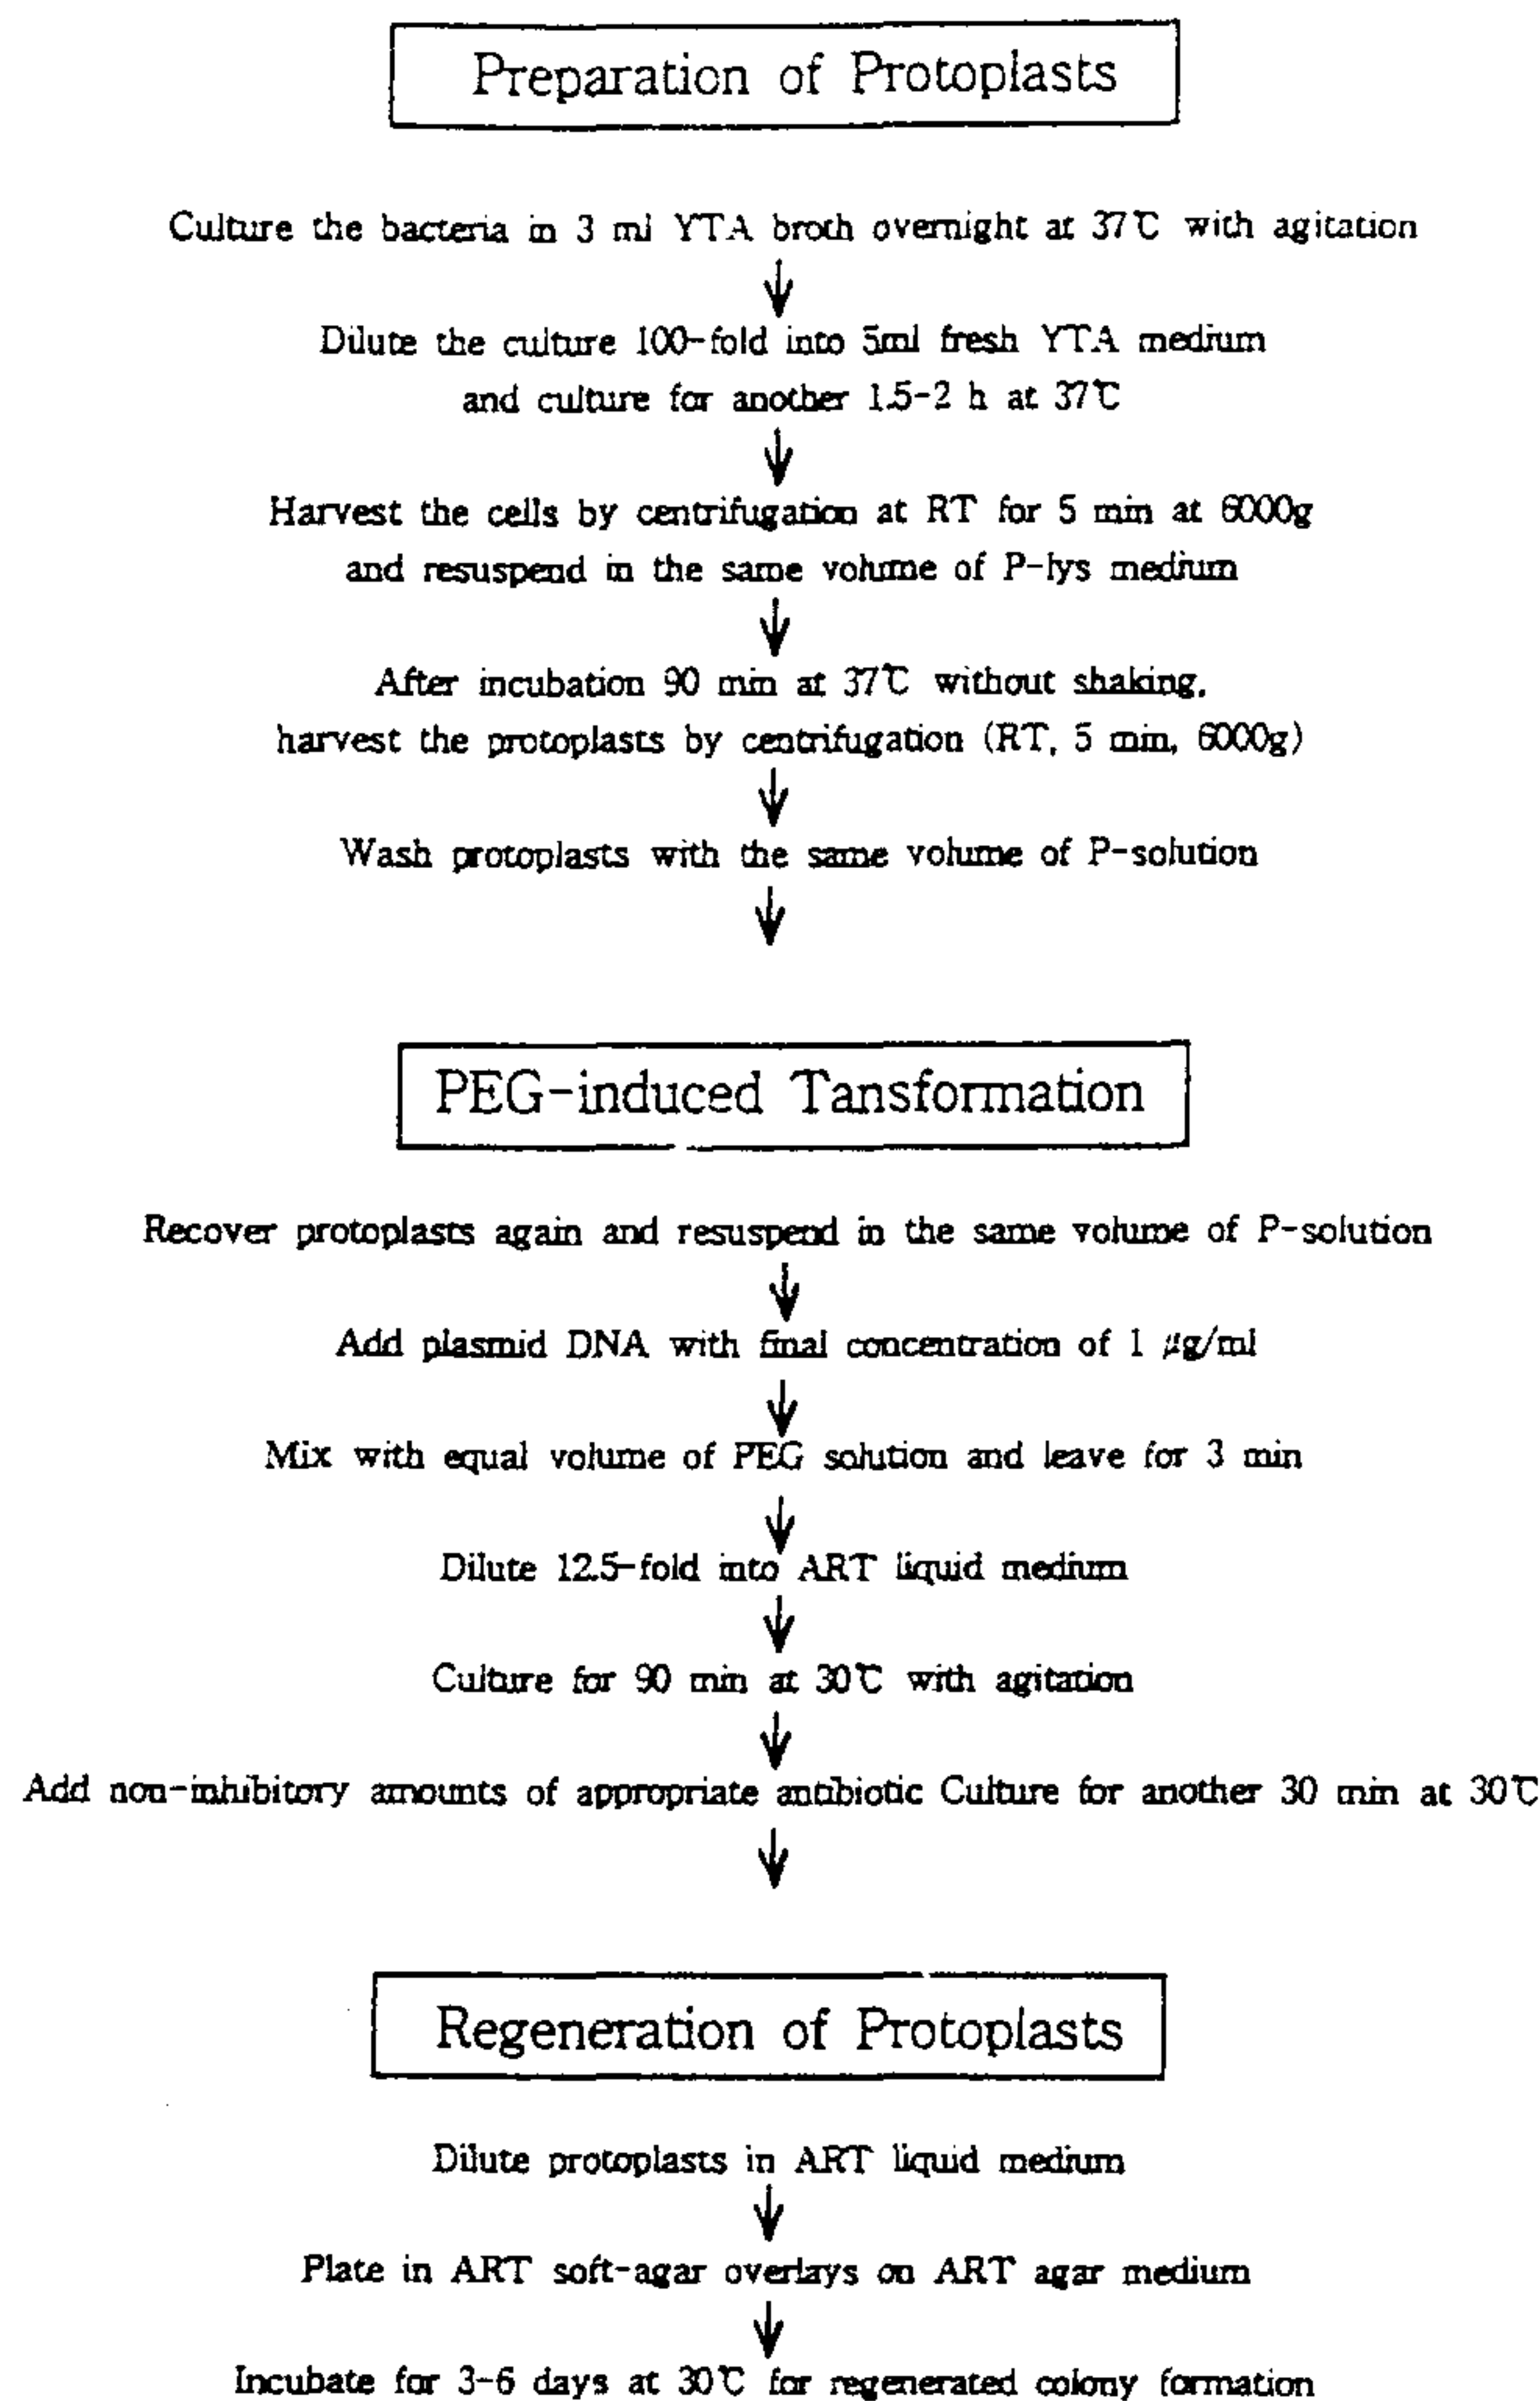 Preparation of Protoplasts
Culture the bacteria in 3 ml YTA broth overnight at 37℃ with agitation
Dilute the culture 100-fold into 5ml fresh YTA medium
and culture for another 1.5-2 h at 37℃
Harvest the cells by centrifugation at RT for 5 min at 6000g
and resuspend in the same volume of P-lys medium
After incubation 90 min at 37℃ without shaking,
harvest the protoplasts by centrifugation (RT, 5 min, 6000g)
Wash protoplasts with the same volume of P-solution
PEG-induced Tansformation
Recover protoplasts again and resuspend in the same volume of P-solution
Add plasmid DNA with final concentration of 1 μg/ml
Mix with equal volume of PEG solution and leave for 3 min
Dilute 12.5-fold into ART liquid medium
Culture for 90 min at 30℃ with agitation
Add non-inhibitory amounts of appropriate antibiotic Culture for another 30 min at 30℃
Regeneration of Protoplasts
Dilute protoplasts in ART liquid medium
Plate in ART soft-agar overlays on ART agar medium
Incubate for 3-6 days at 30℃ for regenerated colony formation